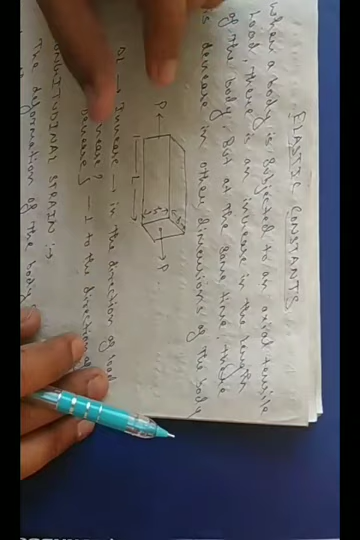 ELASTIC CONSTANTS
When a body is subjected to an axial tensile
load, there is an increase in the length
of the body. But at the same time, there
is decrease in other dimensions of the body
P P
L
δL → Increase → in the direction of load
⊥ to the direction of
LONGITUDINAL STRAIN :-
The deformation of the body